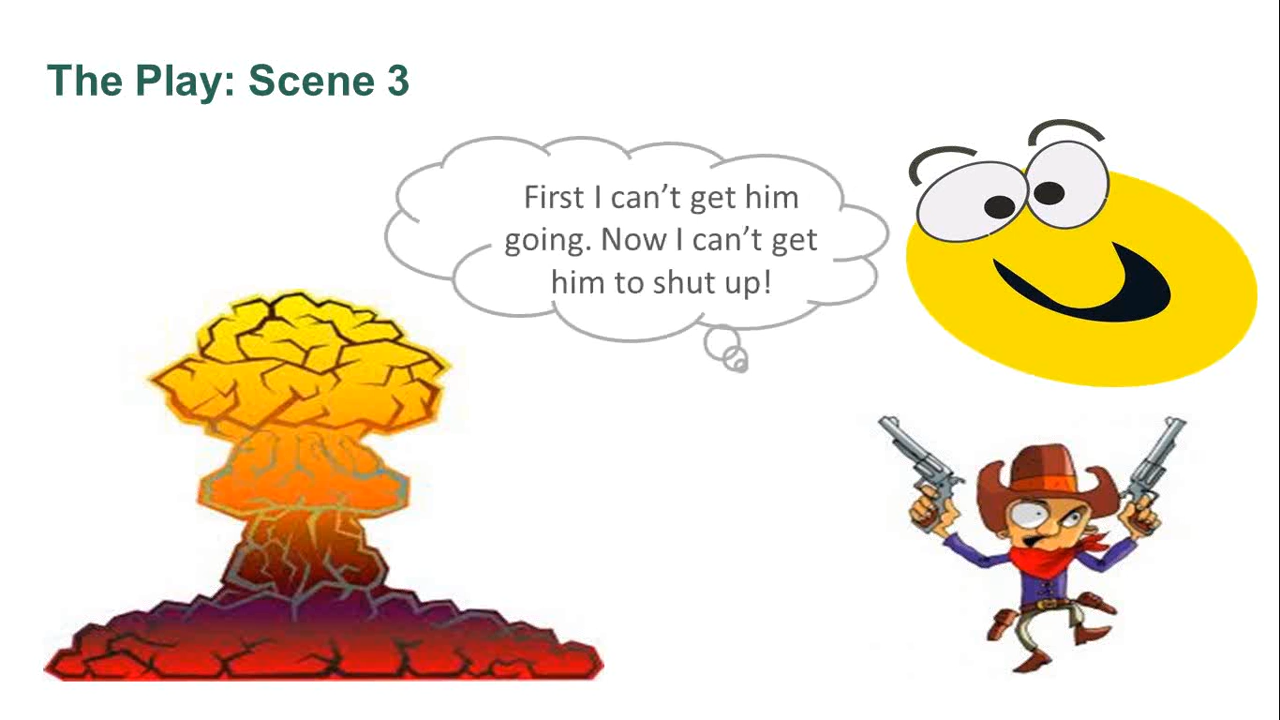 The Play: Scene 3
First I can’t get him
going. Now I can’t get
him to shut up!